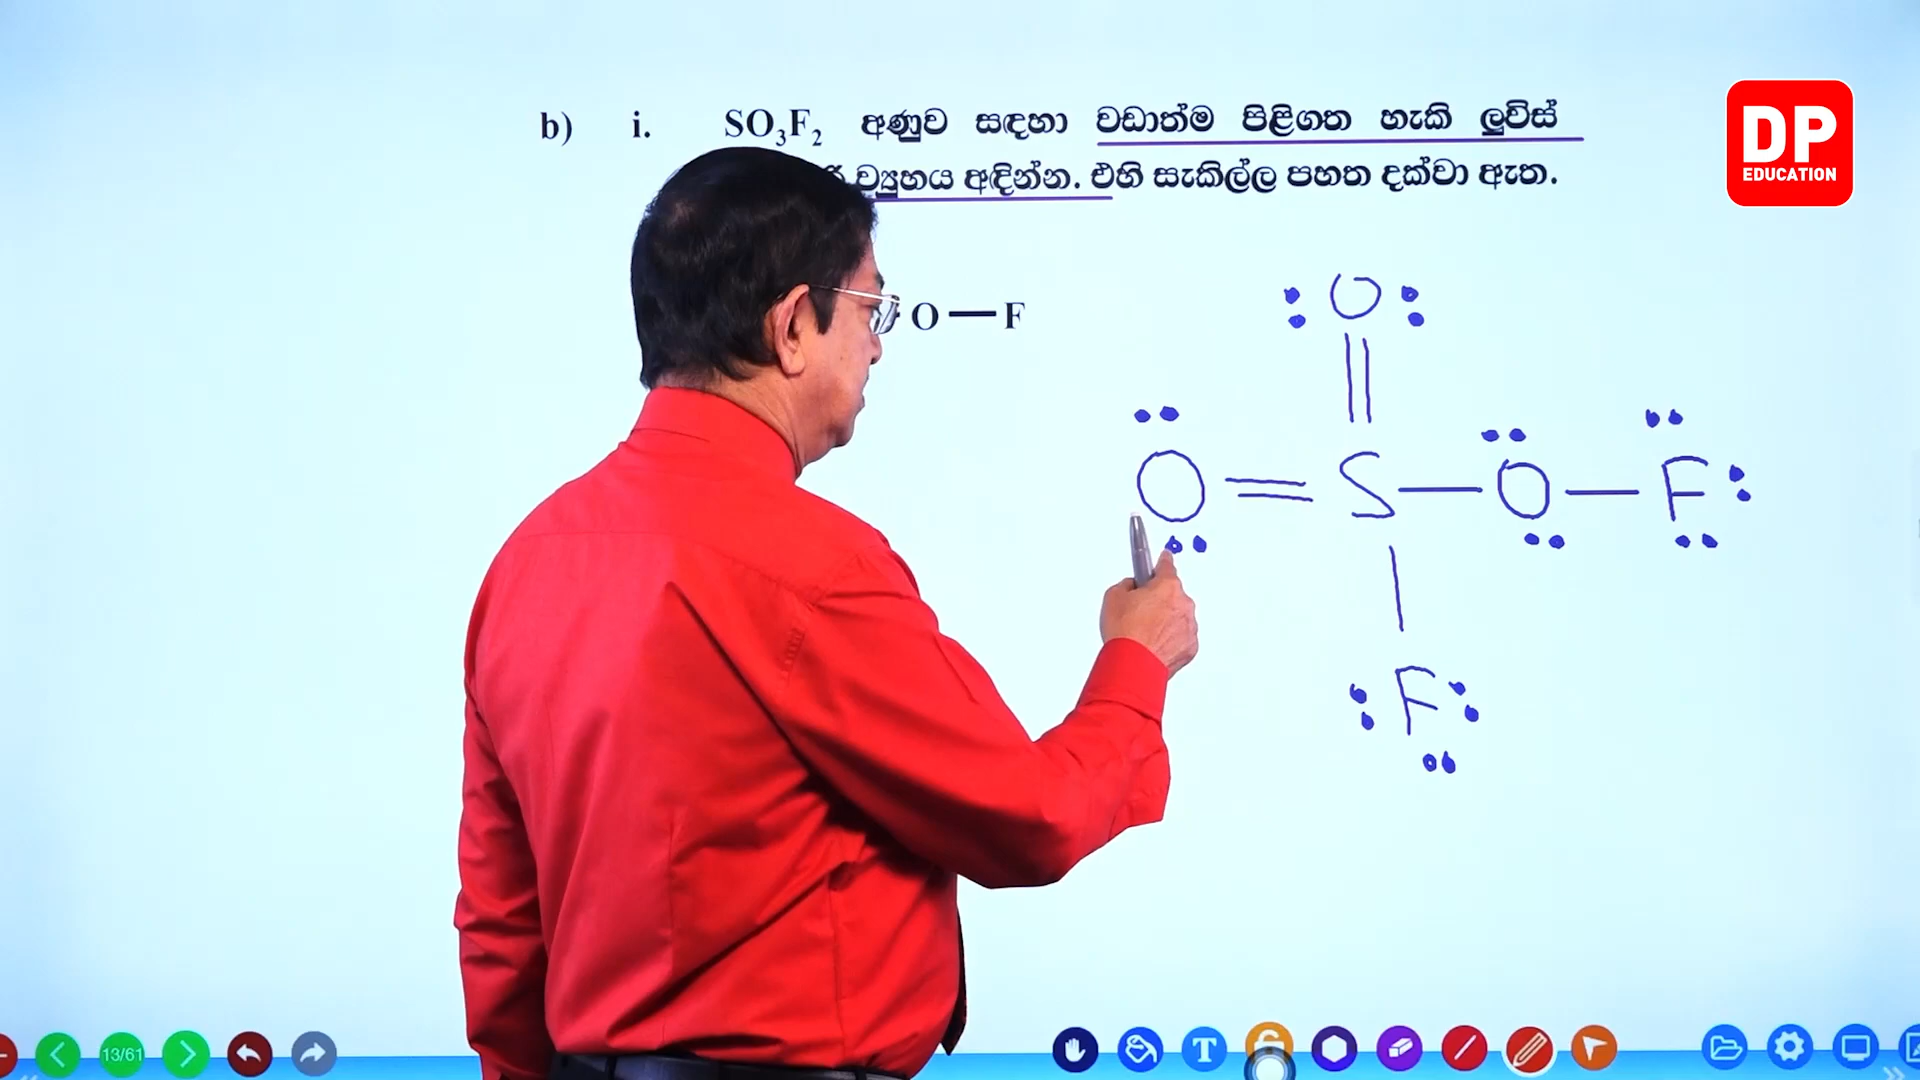 b) i. SO₃F₂ අණුව සඳහා වඩාත්ම පිළිගත හැකි ලුවිස්
ව්‍යුහය අඳින්න. එහි සැකිල්ල පහත දක්වා ඇත.
DP
EDUCATION
O — F
O
O = S — O — F
F
13/61
T